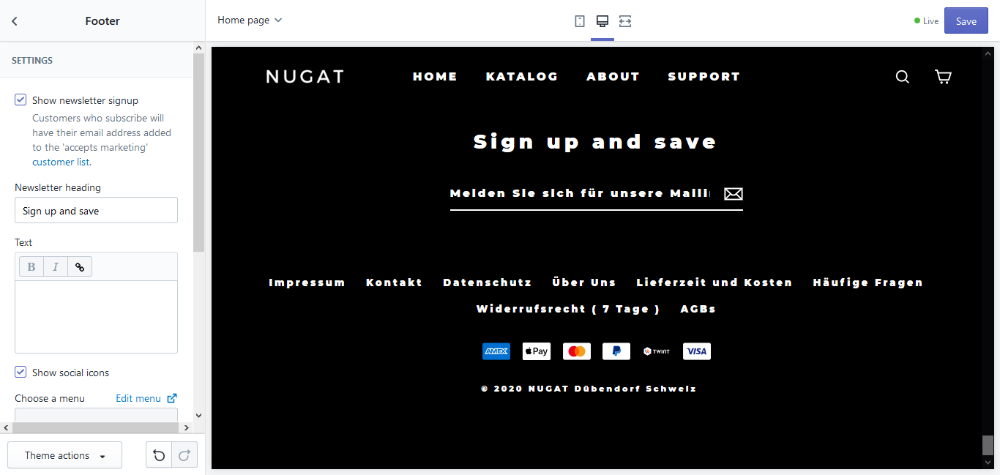 Footer
Home page
Live
Save
SETTINGS
Show newsletter signup
Customers who subscribe will
have their email address added
to the 'accepts marketing'
customer list.
Newsletter heading
Sign up and save
Text
B I
Show social icons
Choose a menu Edit menu
Theme actions
NUGAT HOME KATALOG ABOUT SUPPORT
Sign up and save
Melden Sie sich für unsere Maili
Impressum Kontakt Datenschutz Über Uns Lieferzeit und Kosten Häufige Fragen
Widerrufsrecht ( 7 Tage ) AGBs
AMEX Pay TWINT VISA
© 2020 NUGAT Dübendorf Schweiz